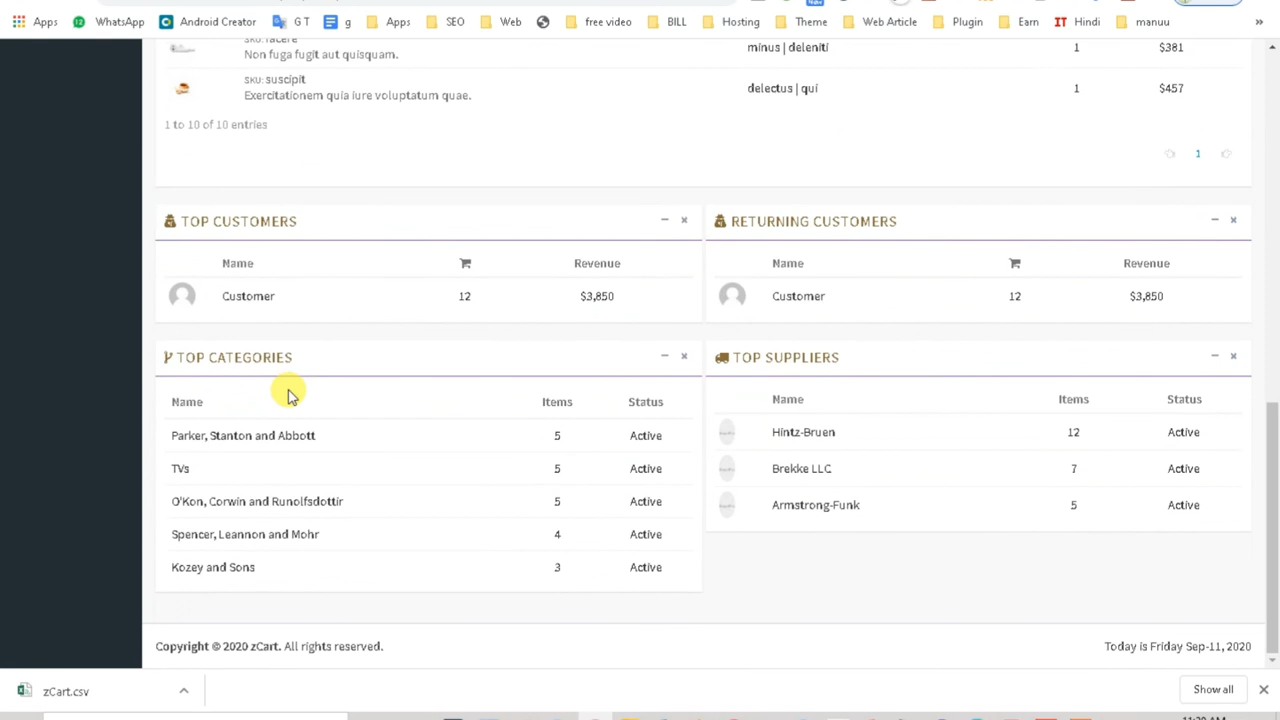 Apps WhatsApp Android Creator G T g Apps SEO Web free video BILL Hosting Theme Web Article Plugin Earn IT Hindi manuu »
Non fuga fugit aut quisquam. minus | deleniti 1 $381
SKU: suscipit
Exercitationem quia iure voluptatum quae. delectus | qui 1 $457
1 to 10 of 10 entries
1
TOP CUSTOMERS
Name Revenue
Customer 12 $3,850
RETURNING CUSTOMERS
Name Revenue
Customer 12 $3,850
TOP CATEGORIES
Name Items Status
Parker, Stanton and Abbott 5 Active
TVs 5 Active
O'Kon, Corwin and Runolfsdottir 5 Active
Spencer, Leannon and Mohr 4 Active
Kozey and Sons 3 Active
TOP SUPPLIERS
Name Items Status
Hintz-Bruen 12 Active
Brekke LLC 7 Active
Armstrong-Funk 5 Active
Copyright © 2020 zCart. All rights reserved. Today is Friday Sep-11, 2020
zCart.csv Show all